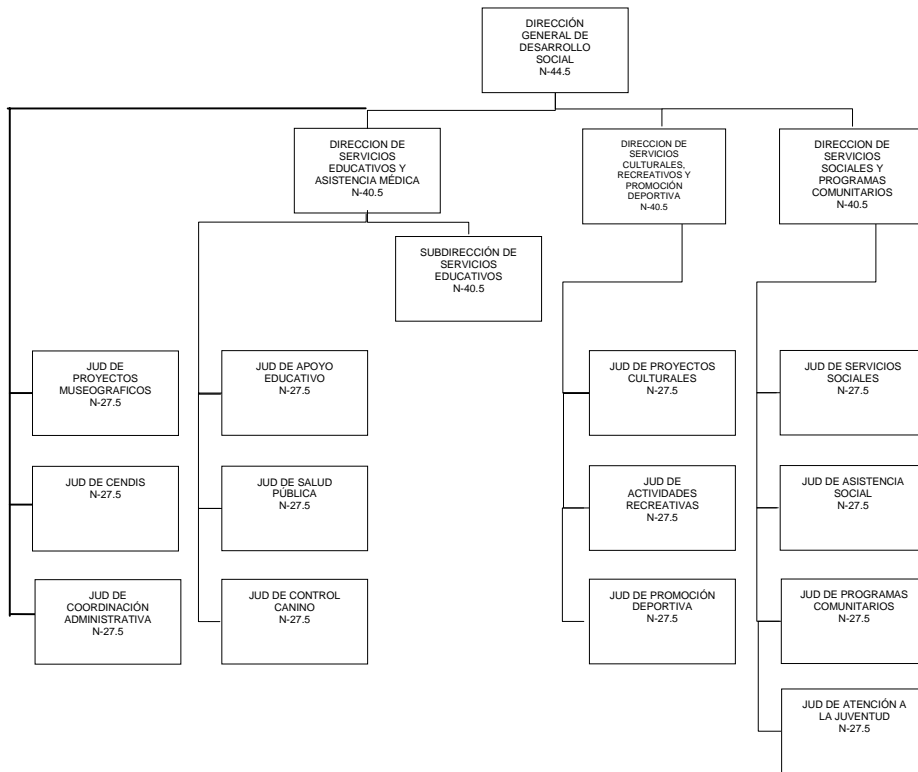 DIRECCIÓN
GENERAL DE
DESARROLLO
SOCIAL
N-44.5
DIRECCION DE
SERVICIOS
EDUCATIVOS Y
ASISTENCIA MÉDICA
N-40.5
DIRECCION DE
SERVICIOS
CULTURALES,
RECREATIVOS Y
PROMOCIÓN
DEPORTIVA
N-40.5
DIRECCION DE
SERVICIOS
SOCIALES Y
PROGRAMAS
COMUNITARIOS
N-40.5
SUBDIRECCIÓN DE
SERVICIOS
EDUCATIVOS
N-40.5
JUD DE
PROYECTOS
MUSEOGRAFICOS
N-27.5
JUD DE APOYO
EDUCATIVO
N-27.5
JUD DE PROYECTOS
CULTURALES
N-27.5
JUD DE SERVICIOS
SOCIALES
N-27.5
JUD DE CENDIS
N-27.5
JUD DE SALUD
PÚBLICA
N-27.5
JUD DE
ACTIVIDADES
RECREATIVAS
N-27.5
JUD DE ASISTENCIA
SOCIAL
N-27.5
JUD DE
COORDINACIÓN
ADMINISTRATIVA
N-27.5
JUD DE CONTROL
CANINO
N-27.5
JUD DE PROMOCIÓN
DEPORTIVA
N-27.5
JUD DE PROGRAMAS
COMUNITARIOS
N-27.5
JUD DE ATENCIÓN A
LA JUVENTUD
N-27.5